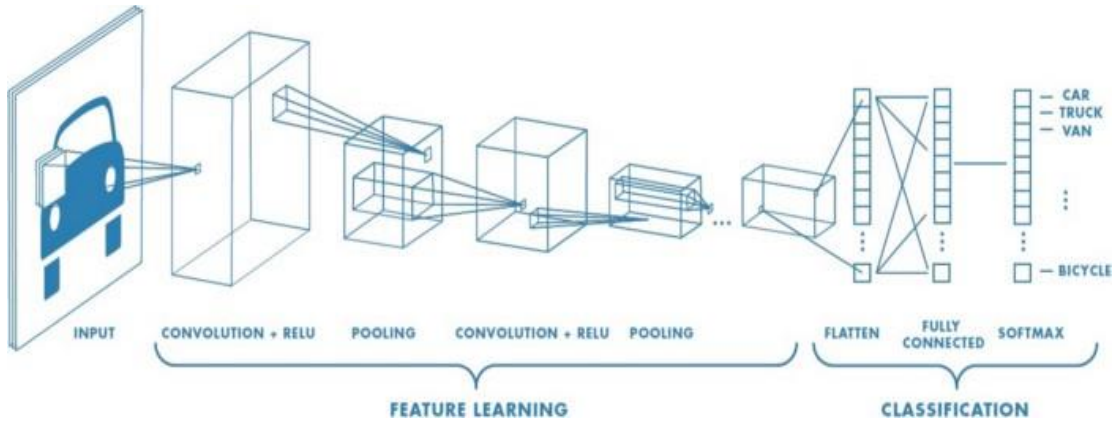 CAR
TRUCK
VAN
BICYCLE
INPUT
CONVOLUTION + RELU
POOLING
CONVOLUTION + RELU
POOLING
FLATTEN
FULLY
CONNECTED
SOFTMAX
FEATURE LEARNING
CLASSIFICATION